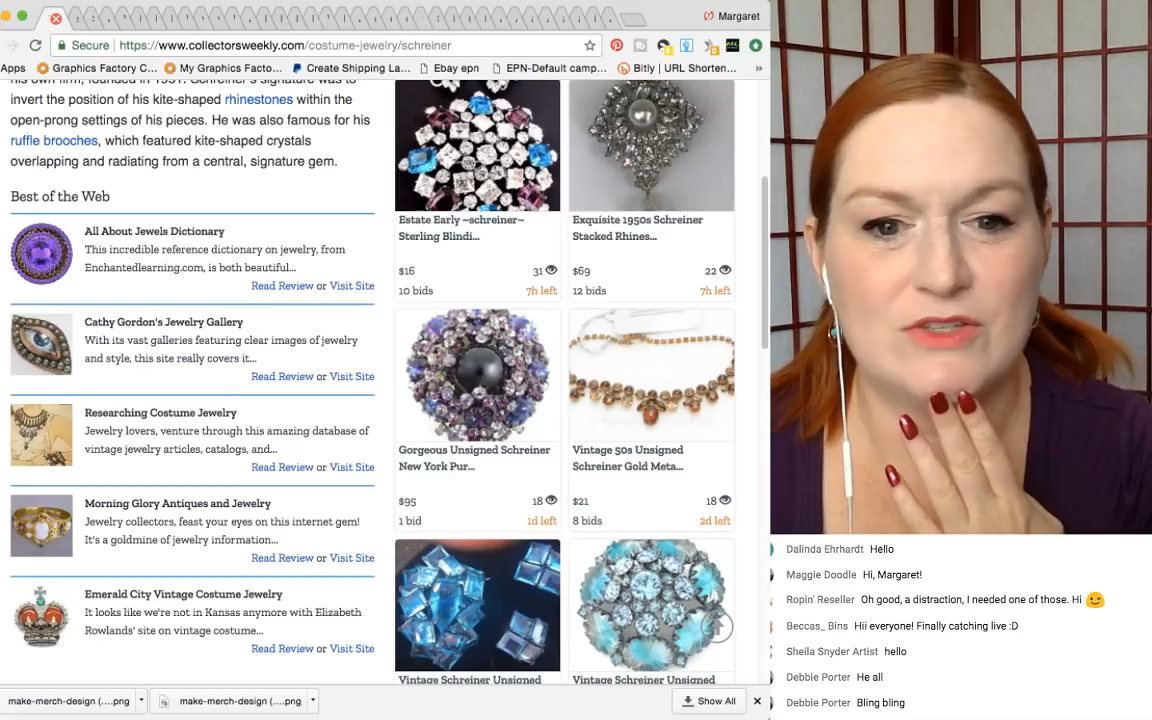 Margaret
Secure
https://www.collectorsweekly.com/costume-jewelry/schreiner
Apps
Graphics Factory C...
My Graphics Facto...
Create Shipping La...
Ebay epn
EPN-Default camp...
Bitly | URL Shorten...
»
invert the position of his kite-shaped rhinestones within the
open-prong settings of his pieces. He was also famous for his
ruffle brooches, which featured kite-shaped crystals
overlapping and radiating from a central, signature gem.
Best of the Web
All About Jewels Dictionary
This incredible reference dictionary on jewelry, from
Enchantedlearning.com, is both beautiful...
Read Review or Visit Site
Cathy Gordon's Jewelry Gallery
With its vast galleries featuring clear images of jewelry
and style, this site really covers it...
Read Review or Visit Site
Researching Costume Jewelry
Jewelry lovers, venture through this amazing database of
vintage jewelry articles, catalogs, and...
Read Review or Visit Site
Morning Glory Antiques and Jewelry
Jewelry collectors, feast your eyes on this internet gem!
It's a goldmine of jewelry information...
Read Review or Visit Site
Emerald City Vintage Costume Jewelry
It looks like we're not in Kansas anymore with Elizabeth
Rowlands' site on vintage costume...
Read Review or Visit Site
Estate Early ~schreiner~
Sterling Blindi...
$16 31
10 bids 7h left
Exquisite 1950s Schreiner
Stacked Rhines...
$69 22
12 bids 7h left
Gorgeous Unsigned Schreiner
New York Pur...
$95 18
1 bid 1d left
Vintage 50s Unsigned
Schreiner Gold Meta...
$21 18
8 bids 2d left
Vintage Schreiner Unsigned
Vintage Schreiner Unsigned
make-merch-design (....png
make-merch-design (....png
Show All
Dalinda Ehrhardt Hello
Maggie Doodle Hi, Margaret!
Ropin' Reseller Oh good, a distraction, I needed one of those. Hi 😉
Beccas_ Bins Hii everyone! Finally catching live :D
Sheila Snyder Artist hello
Debbie Porter He all
Debbie Porter Bling bling